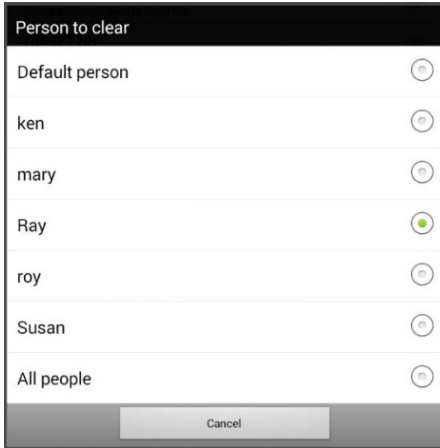 Person to clear
Default person
ken
mary
Ray
roy
Susan
All people
Cancel